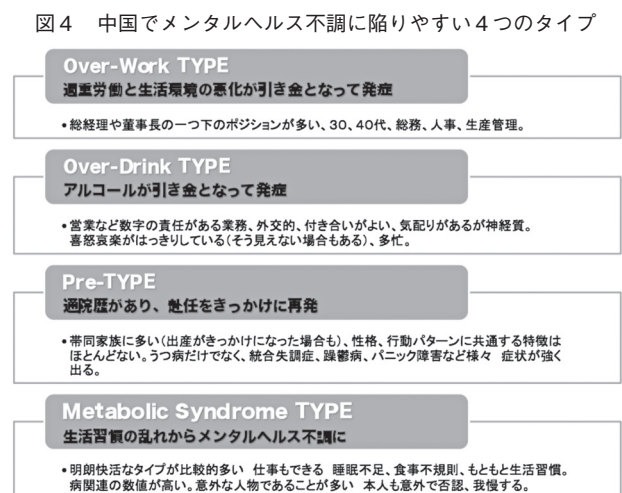 図4 中国でメンタルヘルス不調に陥りやすい4つのタイプ
Over-Work TYPE
過重労働と生活環境の悪化が引き金となって発症
•総経理や董事長の一つ下のポジションが多い、30、40代、総務、人事、生産管理。
Over-Drink TYPE
アルコールが引き金となって発症
•営業など数字の責任がある業務、外交的、付き合いがよい、気配りがあるが神経質。
喜怒哀楽がはっきりしている(そう見えない場合もある)、多忙。
Pre-TYPE
通院歴があり、赴任をきっかけに再発
•帯同家族に多い(出産がきっかけになった場合も)、性格、行動パターンに共通する特徴は
ほとんどない。うつ病だけでなく、統合失調症、躁鬱病、パニック障害など様々 症状が強く
出る。
Metabolic Syndrome TYPE
生活習慣の乱れからメンタルヘルス不調に
•明朗快活なタイプが比較的多い 仕事もできる 睡眠不足、食事不規則、もともと生活習慣。
病関連の数値が高い。意外な人物であることが多い 本人も意外で否認、我慢する。